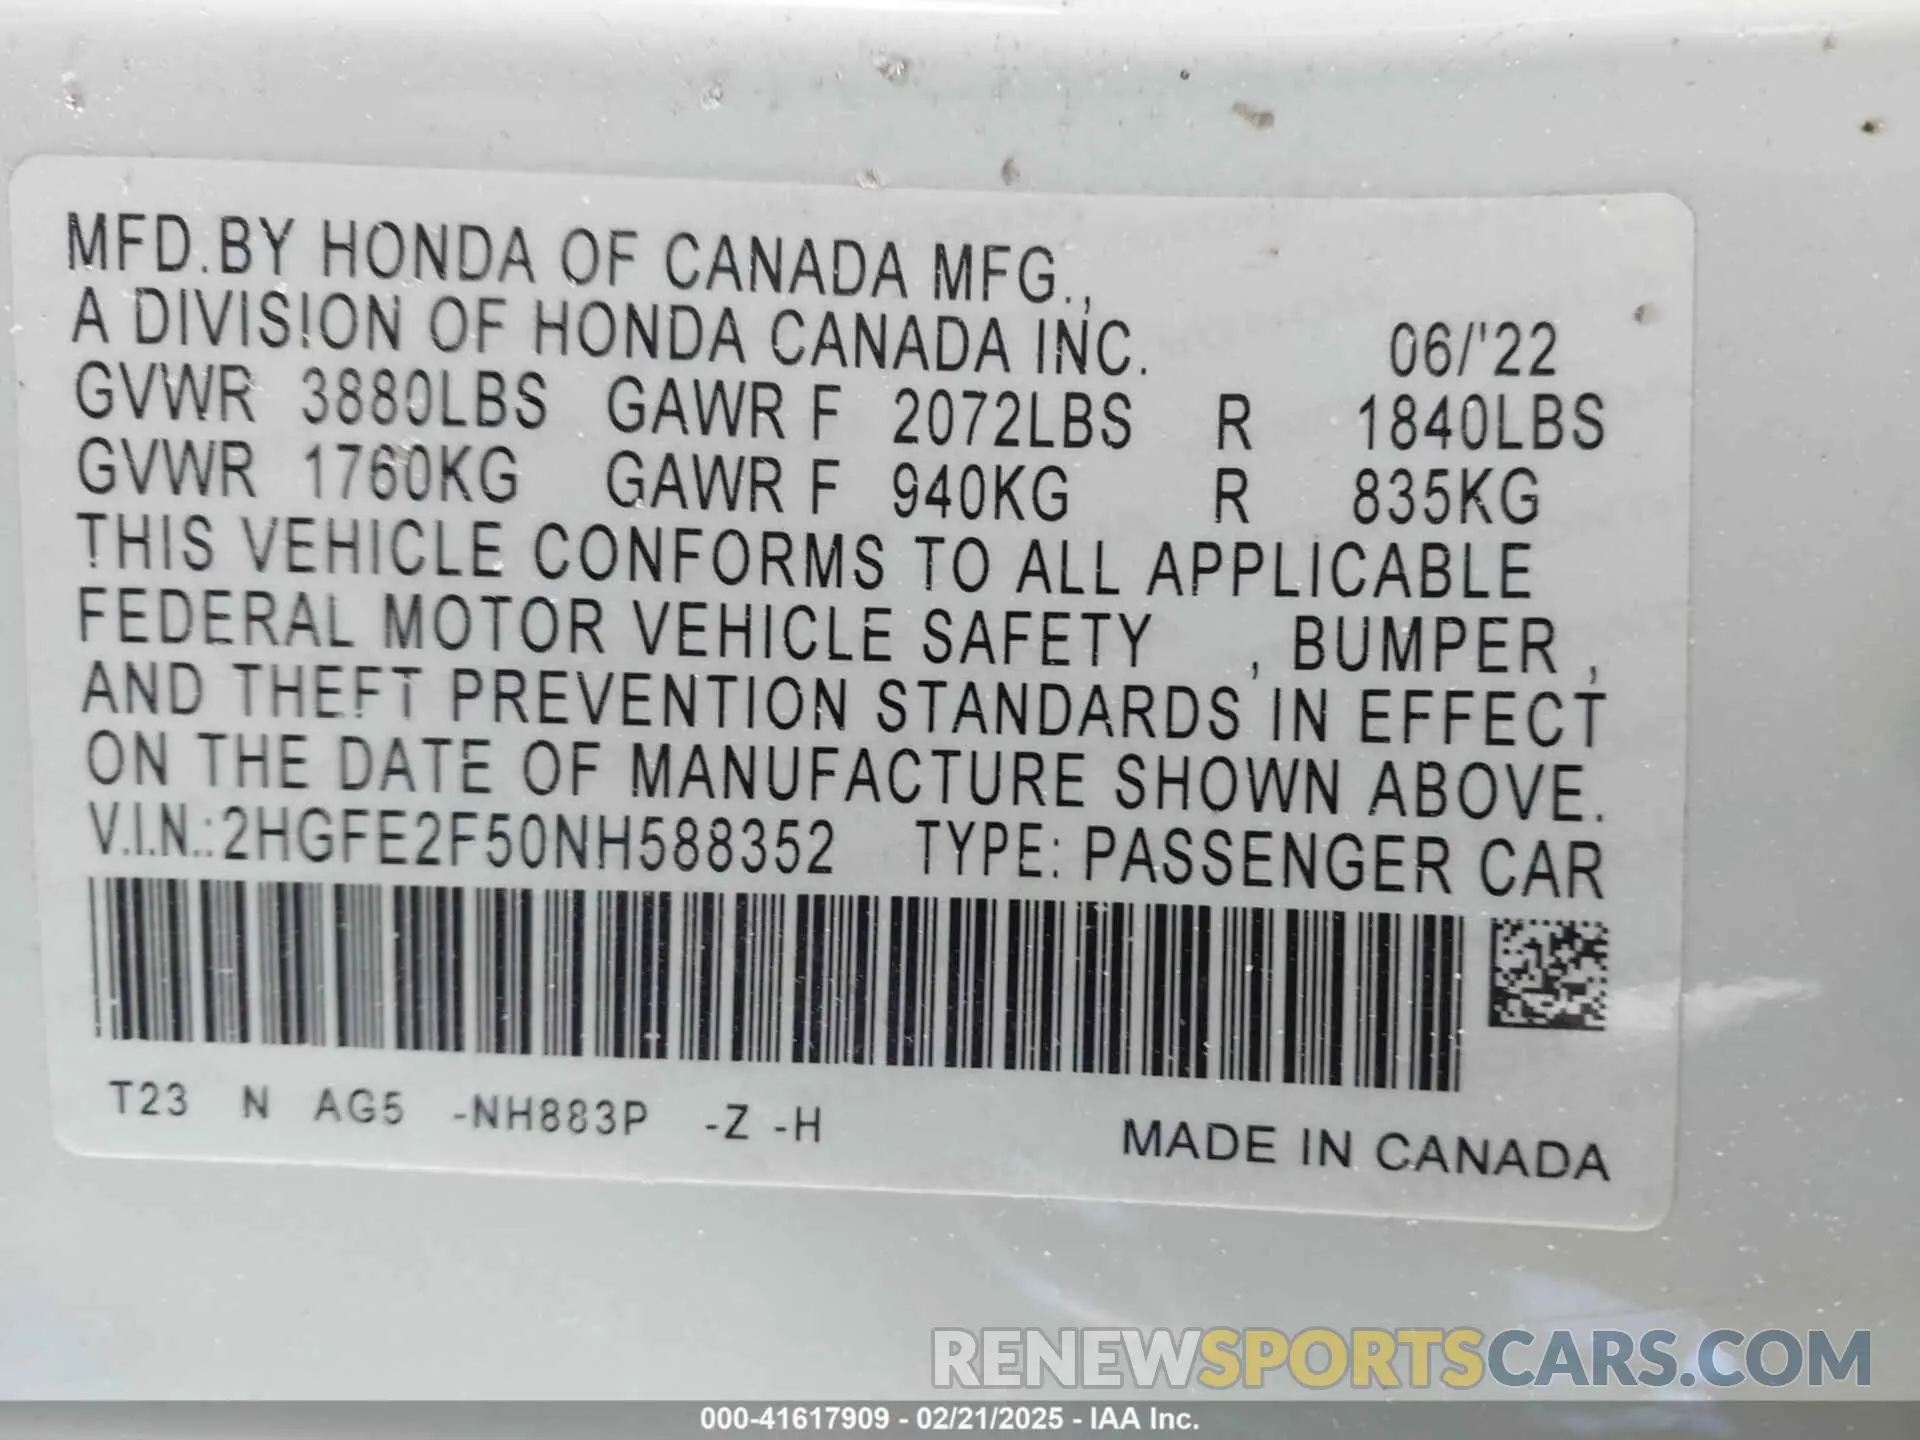 MFD.BY HONDA OF CANADA MFG.,
A DIVISION OF HONDA CANADA INC. 06/'22
GVWR 3880LBS GAWR F 2072LBS R 1840LBS
GVWR 1760KG GAWR F 940KG R 835KG
THIS VEHICLE CONFORMS TO ALL APPLICABLE
FEDERAL MOTOR VEHICLE SAFETY , BUMPER ,
AND THEFT PREVENTION STANDARDS IN EFFECT
ON THE DATE OF MANUFACTURE SHOWN ABOVE.
V.I.N.:2HGFE2F50NH588352 TYPE: PASSENGER CAR
T23 N AG5 -NH883P -Z -H
MADE IN CANADA
RENEWSPORTSCARS.COM
000-41617909 - 02/21/2025 - IAA Inc.